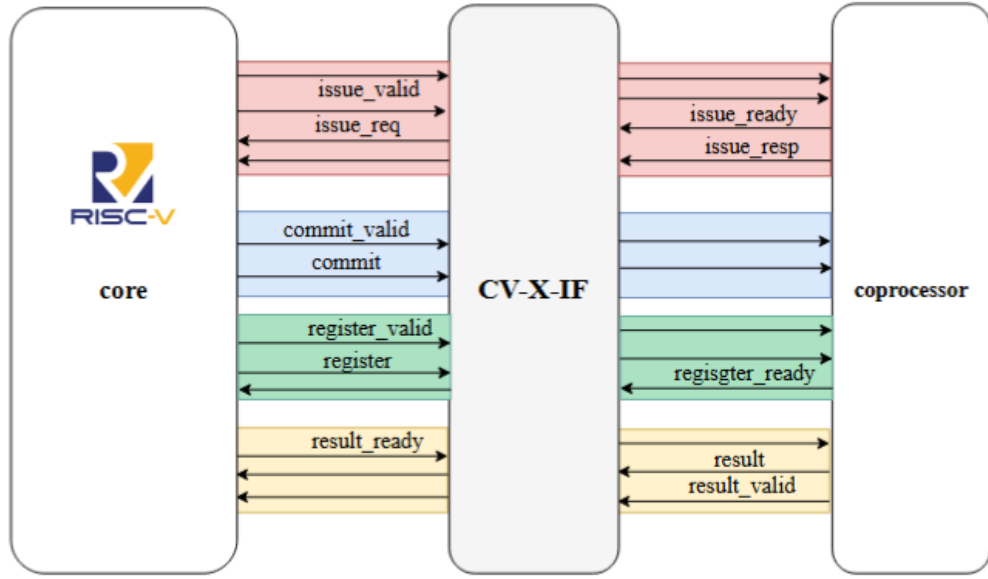 issue_valid
issue_req
issue_ready
issue_resp
RISC-V
core
commit_valid
commit
CV-X-IF
coprocessor
register_valid
register
regisgter_ready
result_ready
result
result_valid